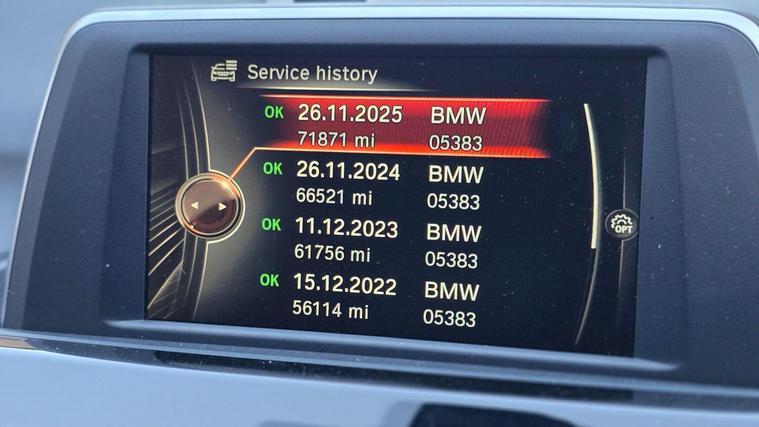 Service history
OK 26.11.2025 BMW
71871 mi 05383
OK 26.11.2024 BMW
66521 mi 05383
OK 11.12.2023 BMW
61756 mi 05383
OK 15.12.2022 BMW
56114 mi 05383
OPT